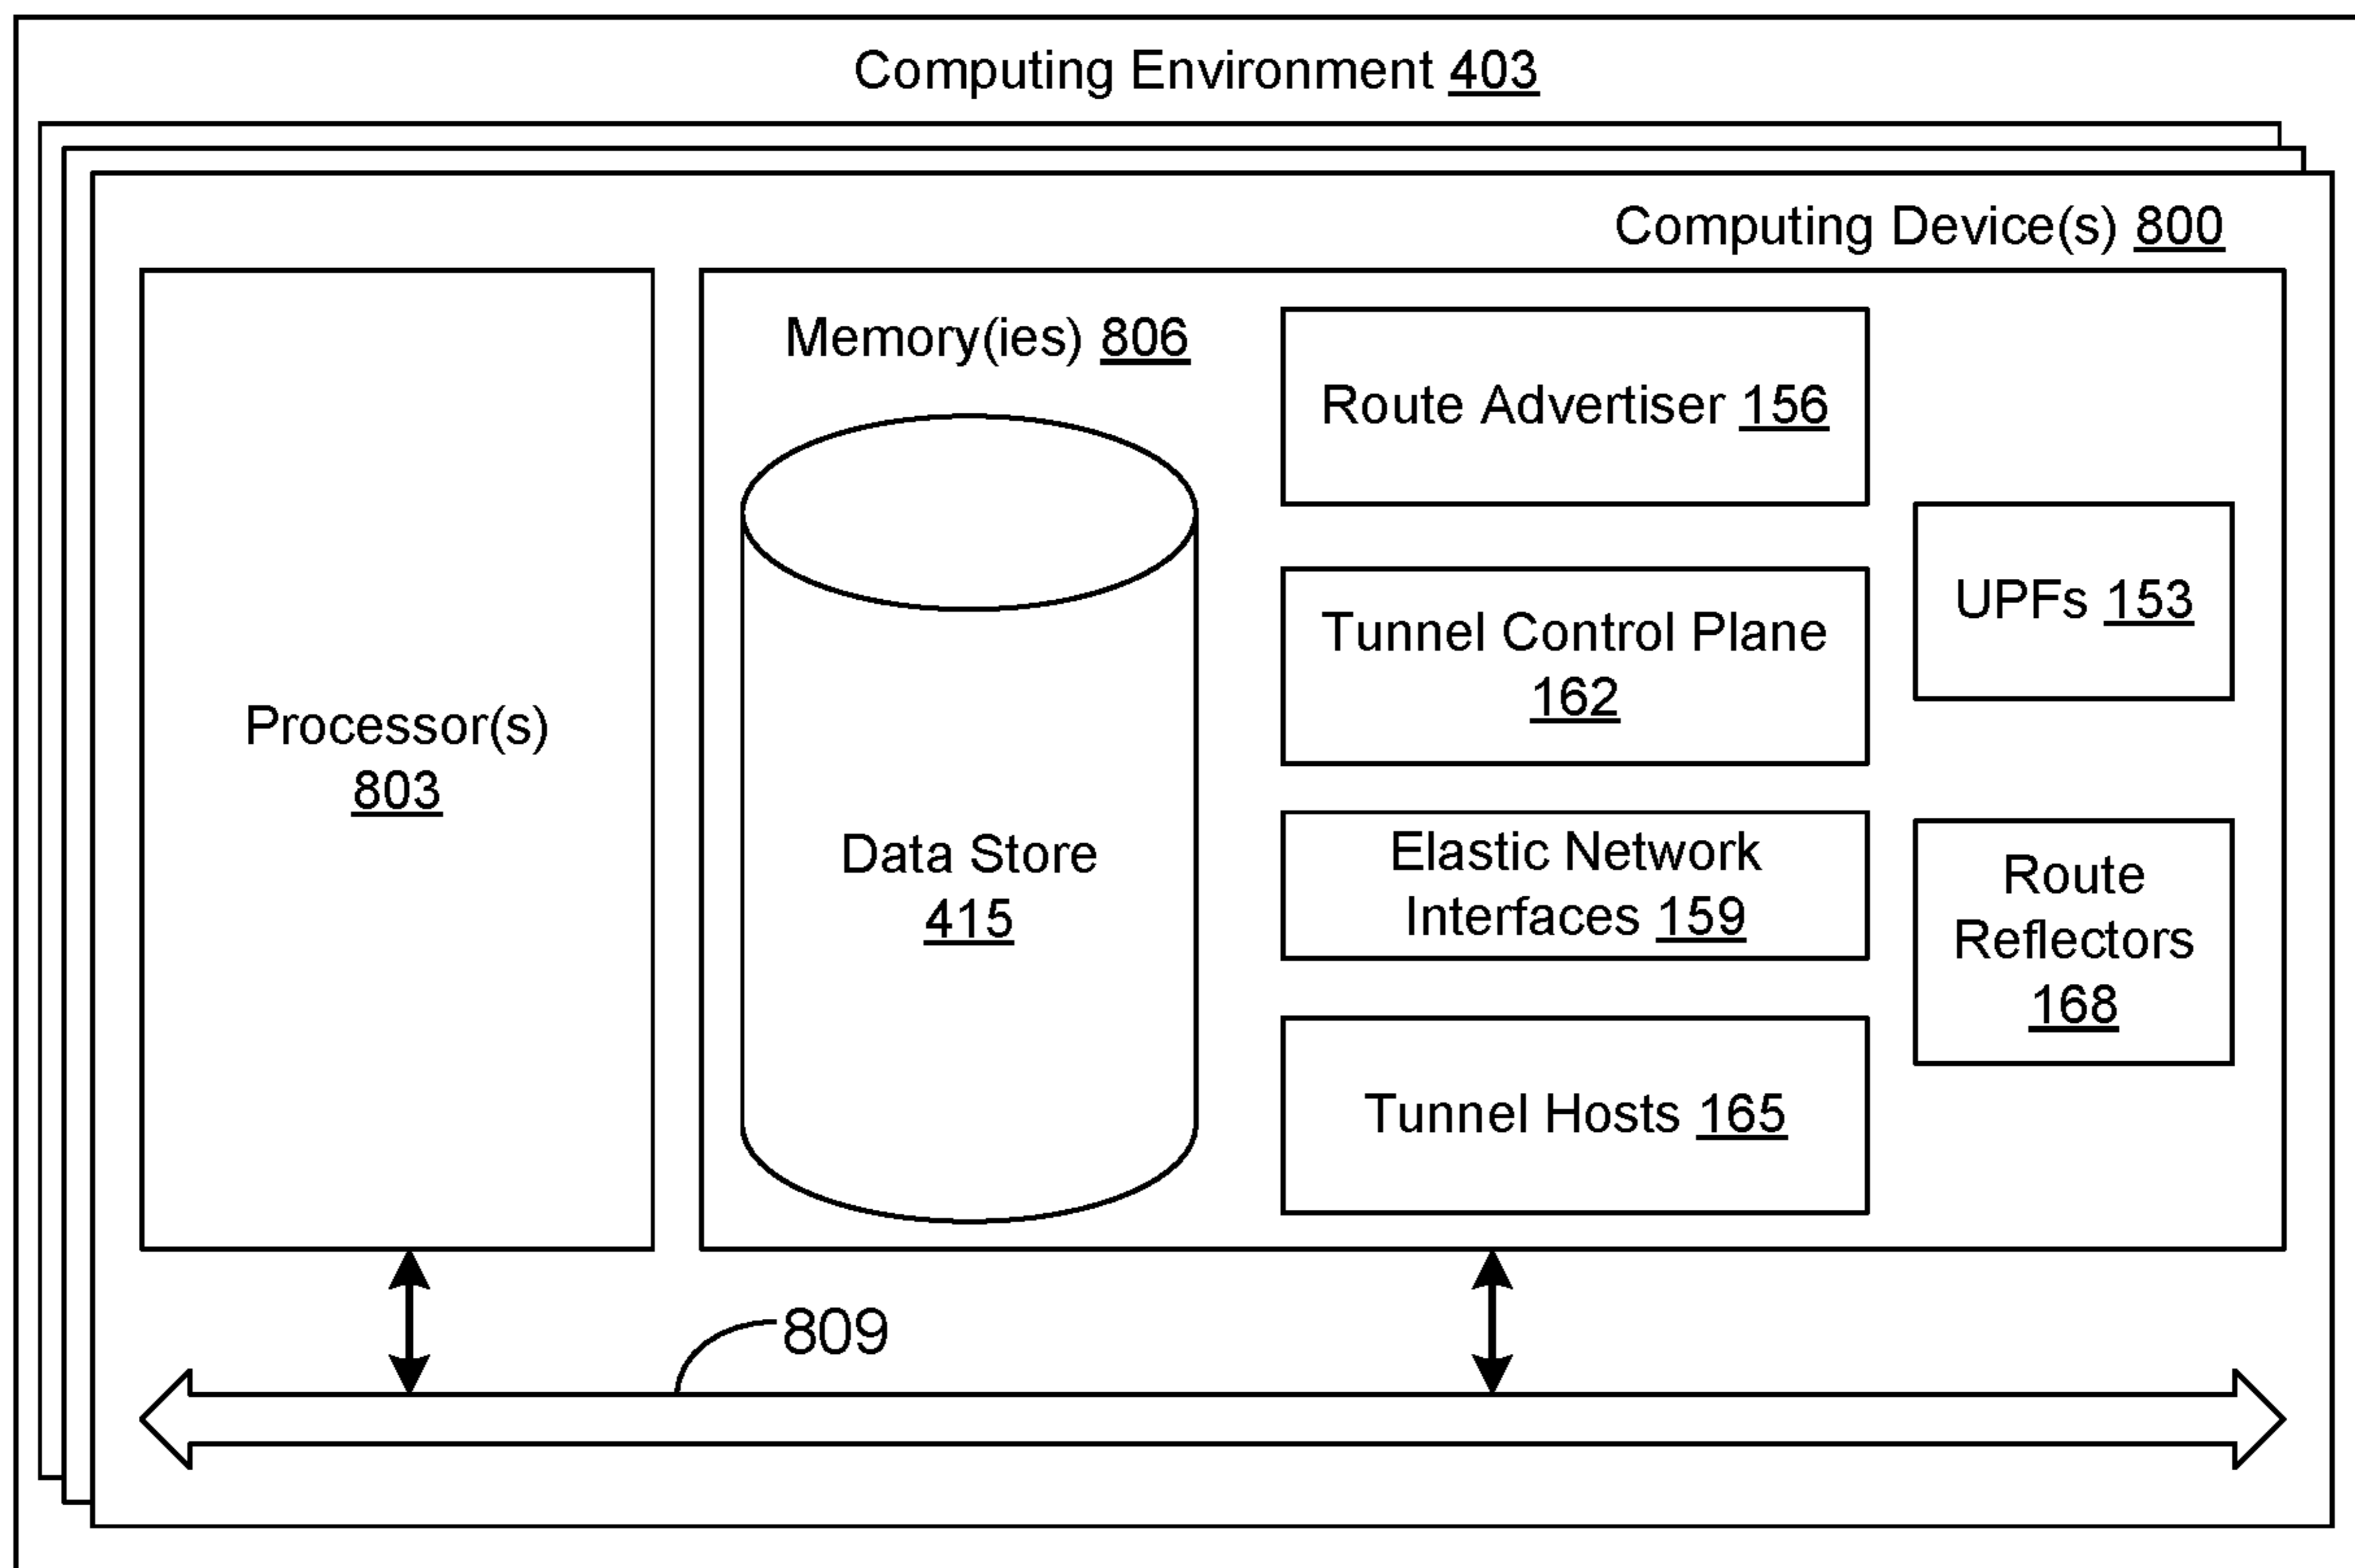 Computing Environment 403
Computing Device(s) 800
Processor(s)
803
Memory(ies) 806
Data Store
415
Route Advertiser 156
Tunnel Control Plane
162
Elastic Network
Interfaces 159
Tunnel Hosts 165
UPFs 153
Route
Reflectors
168
809